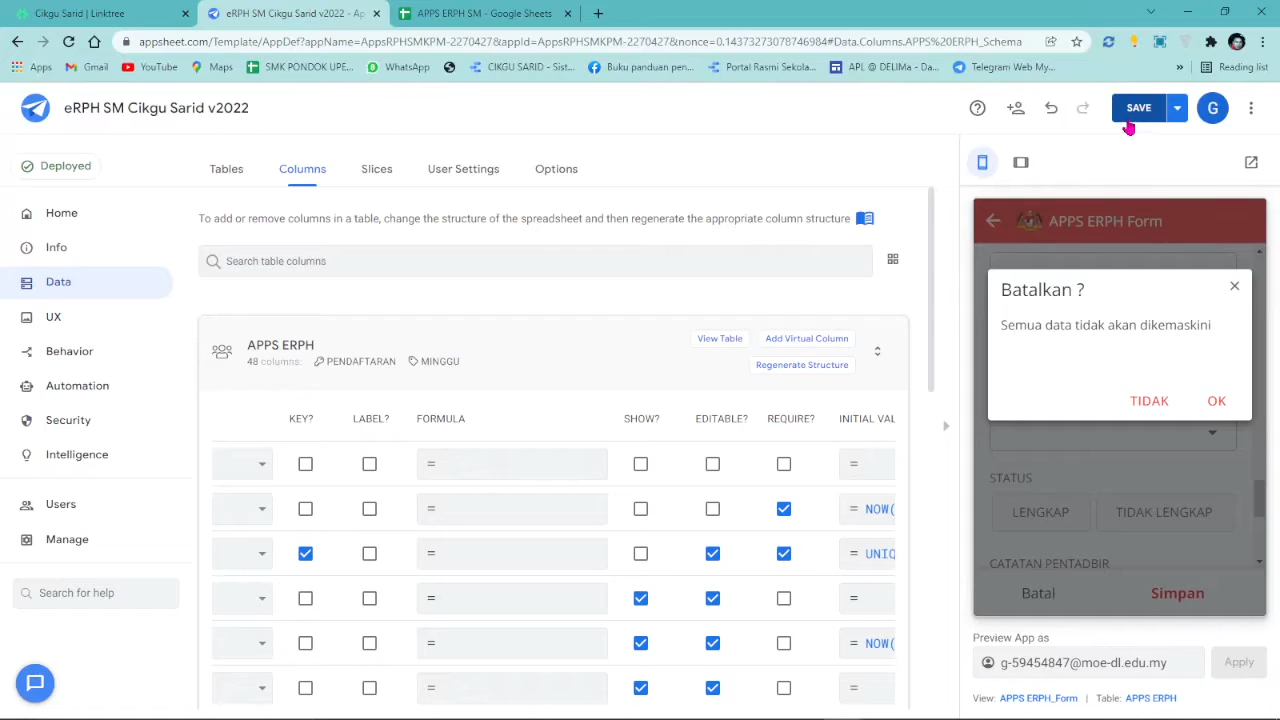 Cikgu Sarid | Linktree
eRPH SM Cikgu Sarid v2022 - Ap
APPS ERPH SM - Google Sheets
appsheet.com/Template/AppDef?appName=AppsRPHSMKPM-2270427&appId=AppsRPHSMKPM-2270427&nonce=0.14373273078746984#Data.Columns.APPS%20ERPH_Schema
Apps
Gmail
YouTube
Maps
SMK PONDOK UPE...
WhatsApp
CIKGU SARID - Sist...
Buku panduan pen...
Portal Rasmi Sekola...
APL @ DELIMa - Da...
Telegram Web My...
»
Reading list
eRPH SM Cikgu Sarid v2022
SAVE
G
Deployed
Tables
Columns
Slices
User Settings
Options
Home
Info
Data
UX
Behavior
Automation
Security
Intelligence
Users
Manage
Search for help
To add or remove columns in a table, change the structure of the spreadsheet and then regenerate the appropriate column structure
Search table columns
APPS ERPH
48 columns: PENDAFTARAN MINGGU
View Table
Add Virtual Column
Regenerate Structure
KEY?
LABEL?
FORMULA
SHOW?
EDITABLE?
REQUIRE?
INITIAL VAL
= =
= = NOW(
= = UNIQ
= =
= = NOW(
= =
APPS ERPH Form
Batalkan ?
Semua data tidak akan dikemaskini
TIDAK
OK
STATUS
LENGKAP
TIDAK LENGKAP
CATATAN PENTADBIR
Batal
Simpan
Preview App as
g-59454847@moe-dl.edu.my
Apply
View: APPS ERPH_Form | Table: APPS ERPH